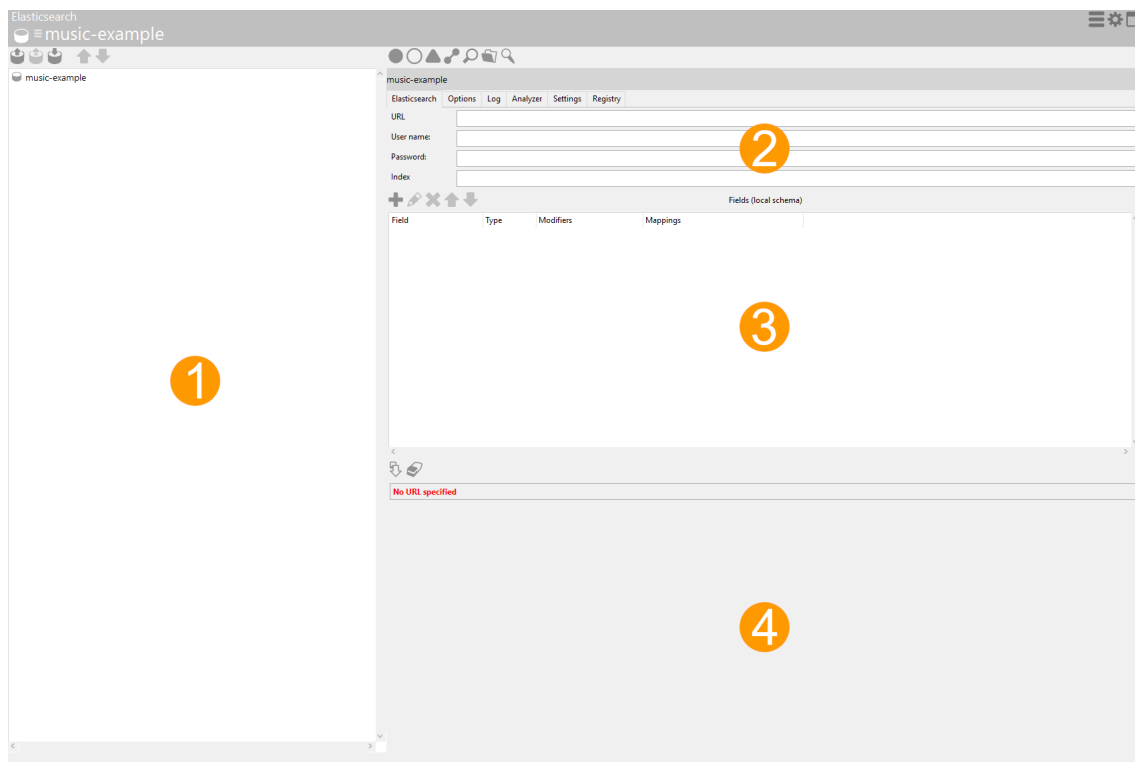 Elasticsearch
music-example
music-example
music-example
Elasticsearch Options Log Analyzer Settings Registry
URL
User name:
Password:
Index
2
Fields (local schema)
Field Type Modifiers Mappings
3
1
No URL specified
4